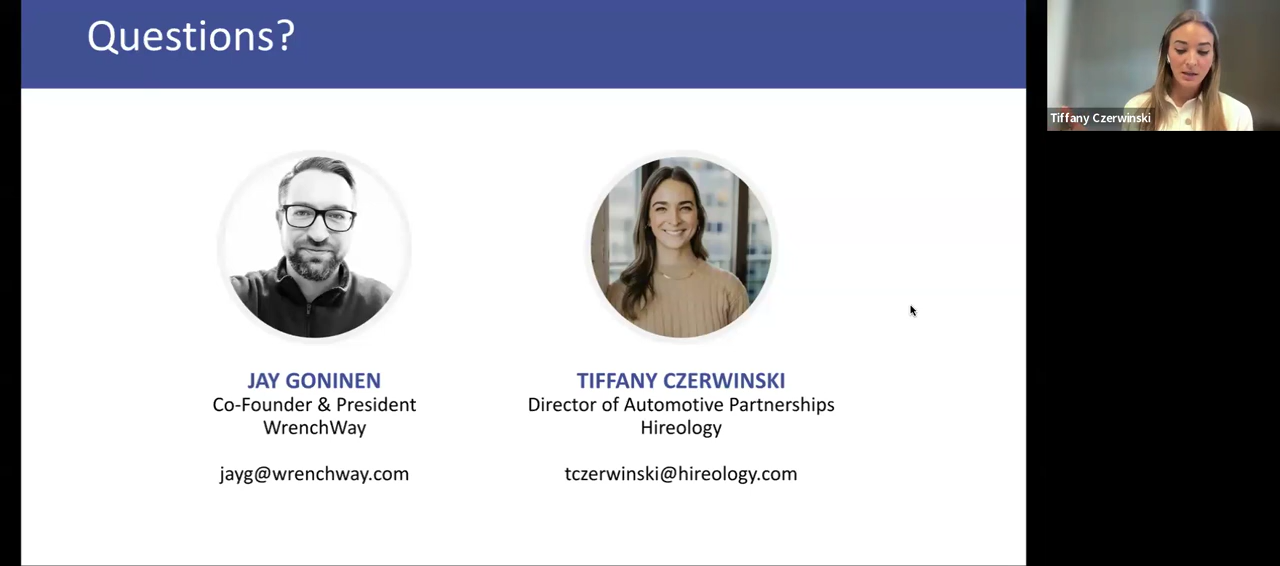 Questions?
Tiffany Czerwinski
JAY GONINEN
Co-Founder & President
WrenchWay
jayg@wrenchway.com
TIFFANY CZERWINSKI
Director of Automotive Partnerships
Hireology
tczerwinski@hireology.com